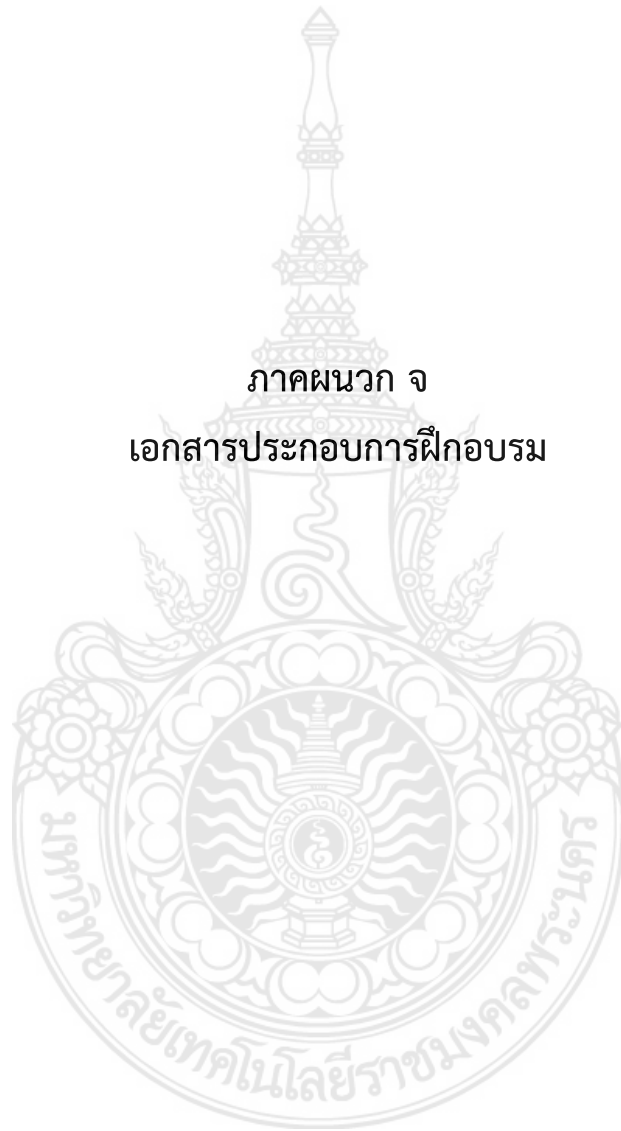 ภาคผนวก จ
เอกสารประกอบการฝึกอบรม
มหาวิทยาลัยเทคโนโลยีราชมงคลพระนคร